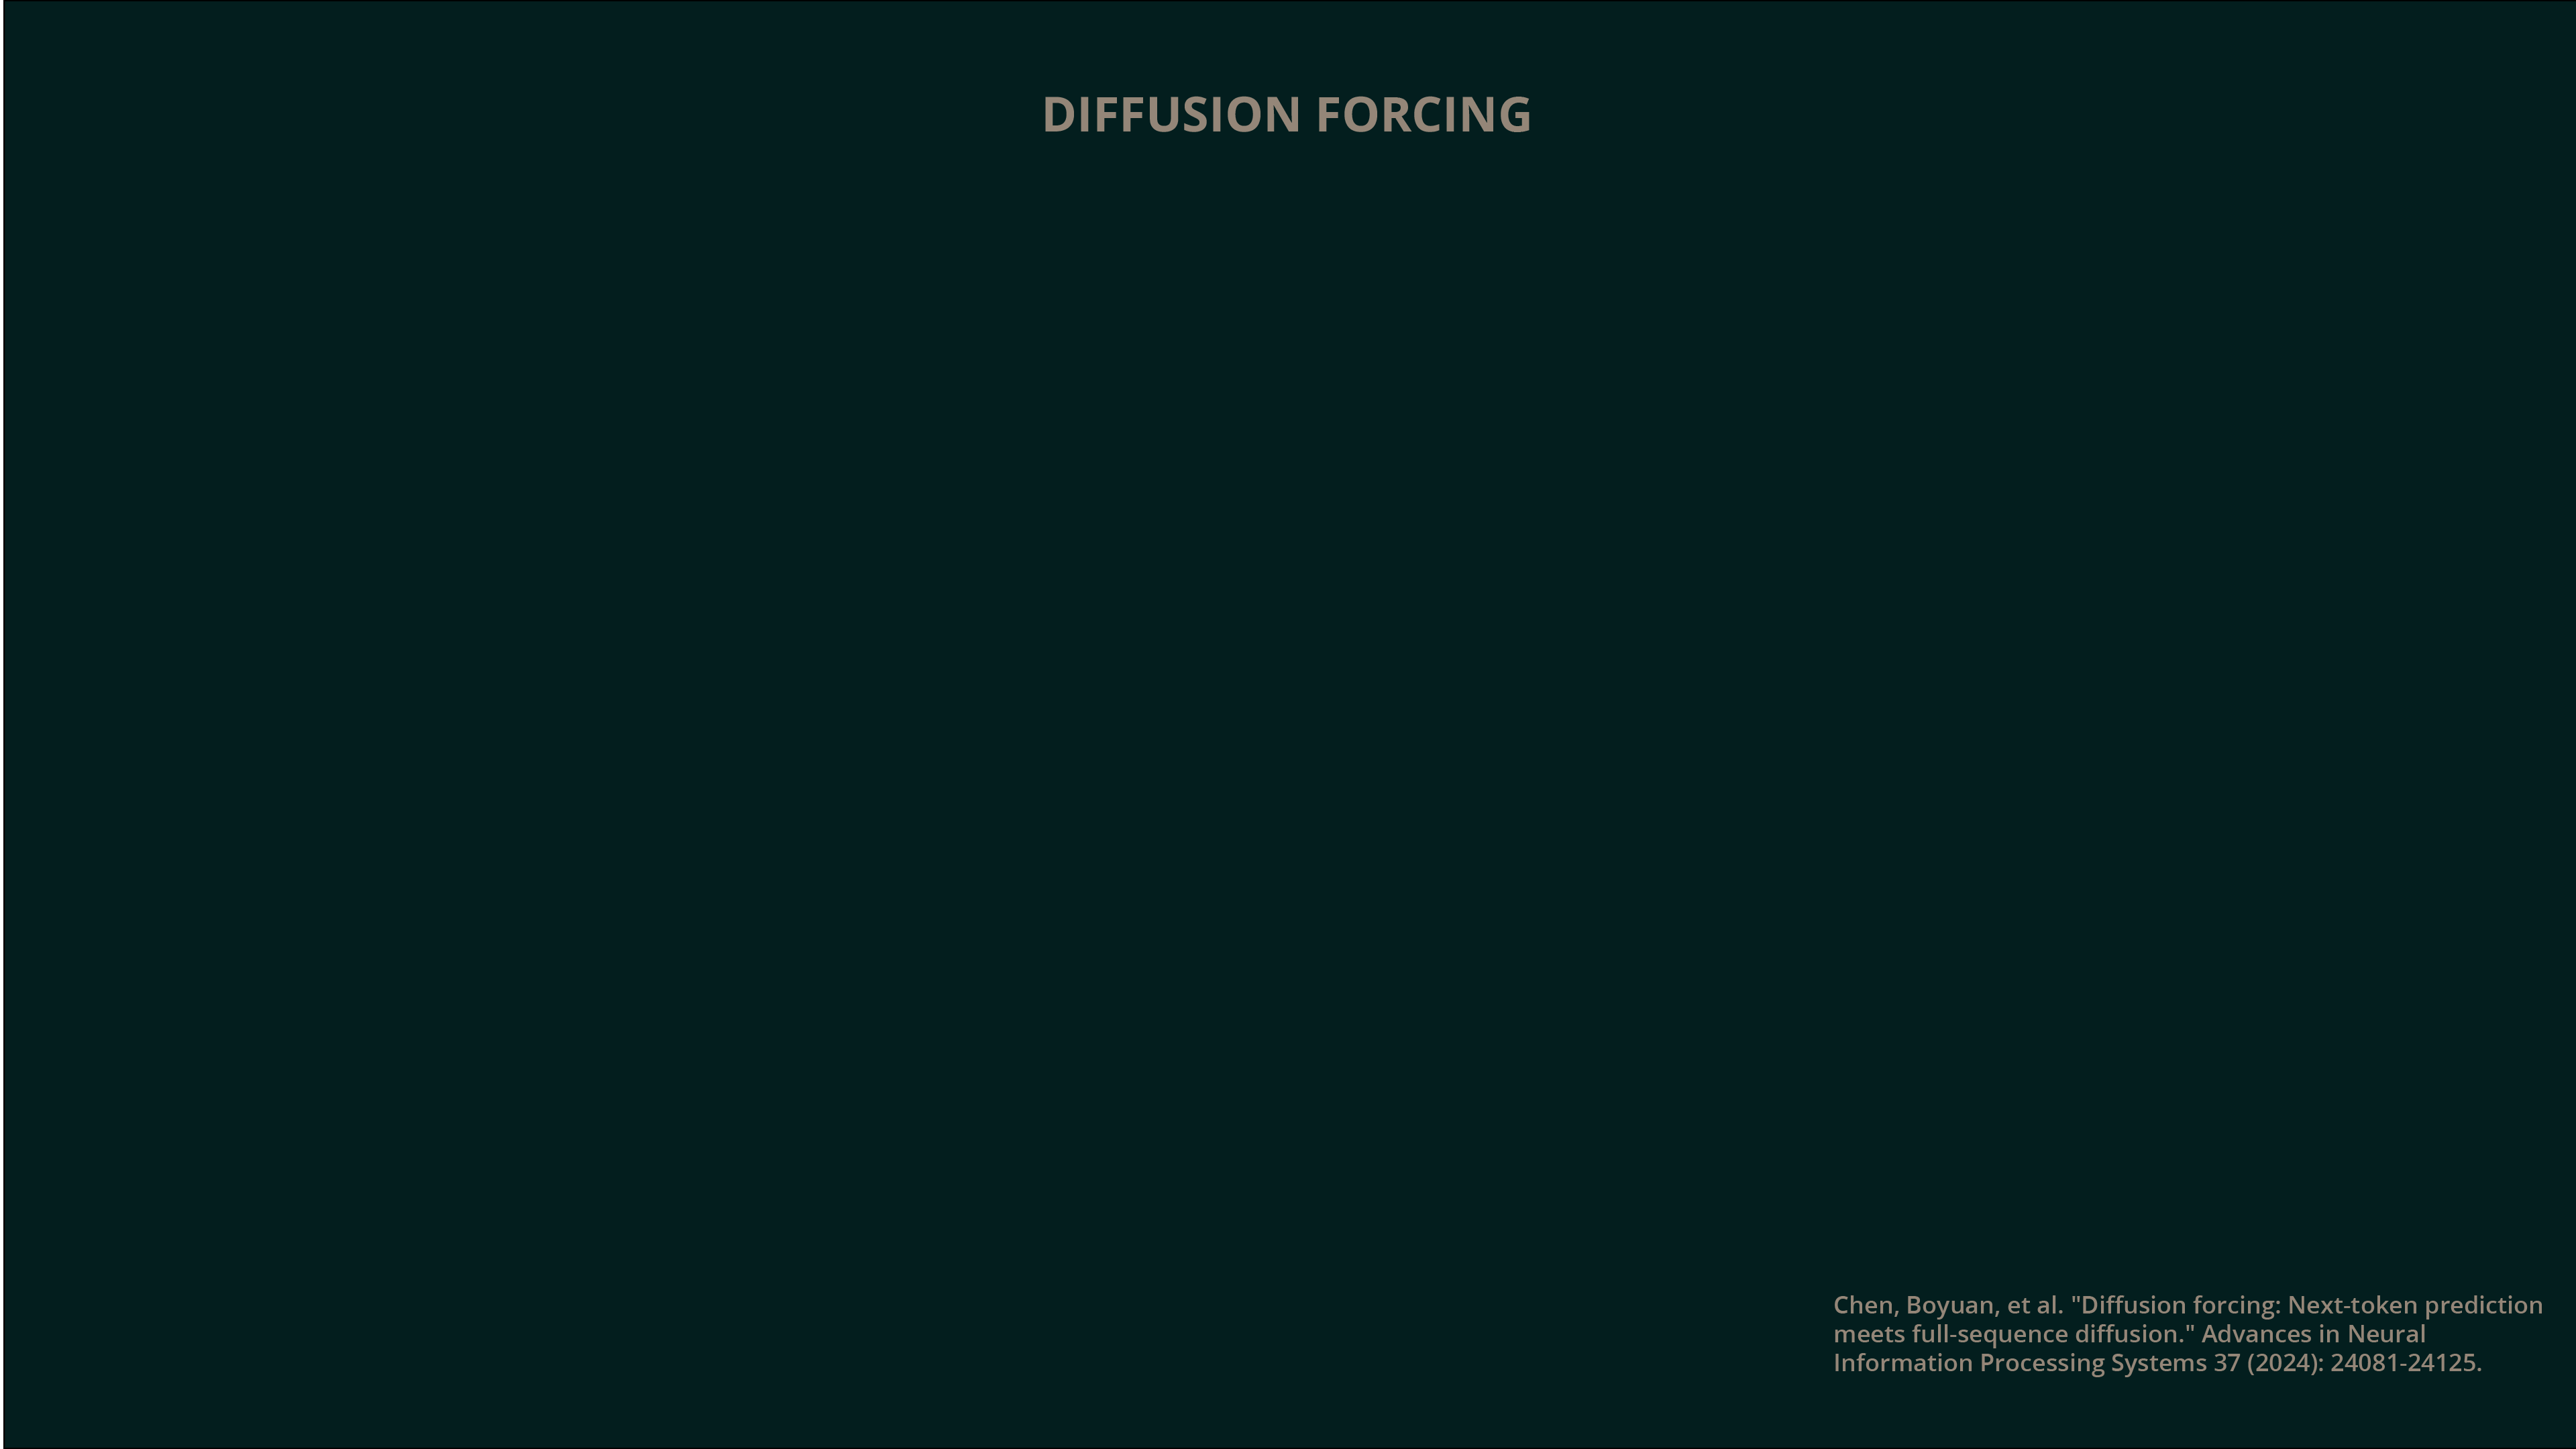 DIFFUSION FORCING
Chen, Boyuan, et al. "Diffusion forcing: Next-token prediction
meets full-sequence diffusion." Advances in Neural
Information Processing Systems 37 (2024): 24081-24125.